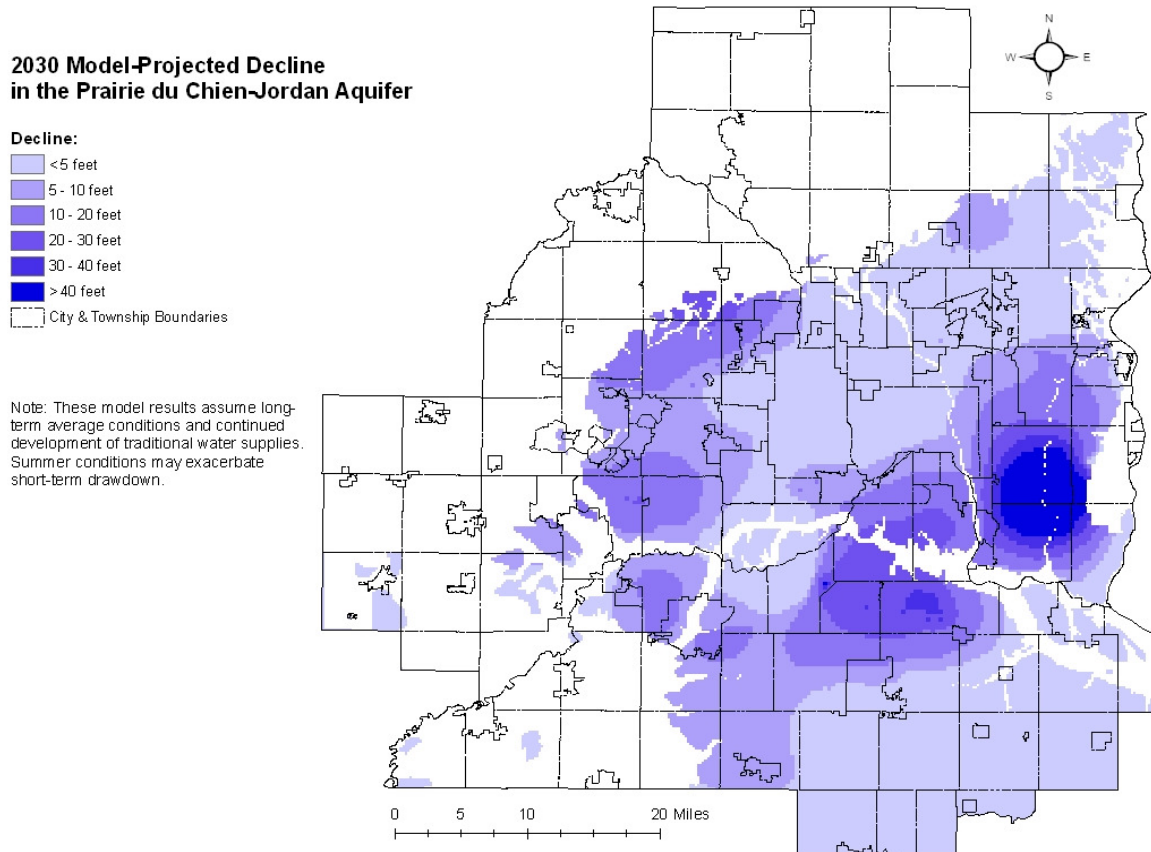 2030 Model-Projected Decline
in the Prairie du Chien-Jordan Aquifer
Decline:
<5 feet
5 - 10 feet
10 - 20 feet
20 - 30 feet
30 - 40 feet
>40 feet
City & Township Boundaries
Note: These model results assume long-
term average conditions and continued
development of traditional water supplies.
Summer conditions may exacerbate
short-term drawdown.
N
W E
S
0 5 10 20 Miles